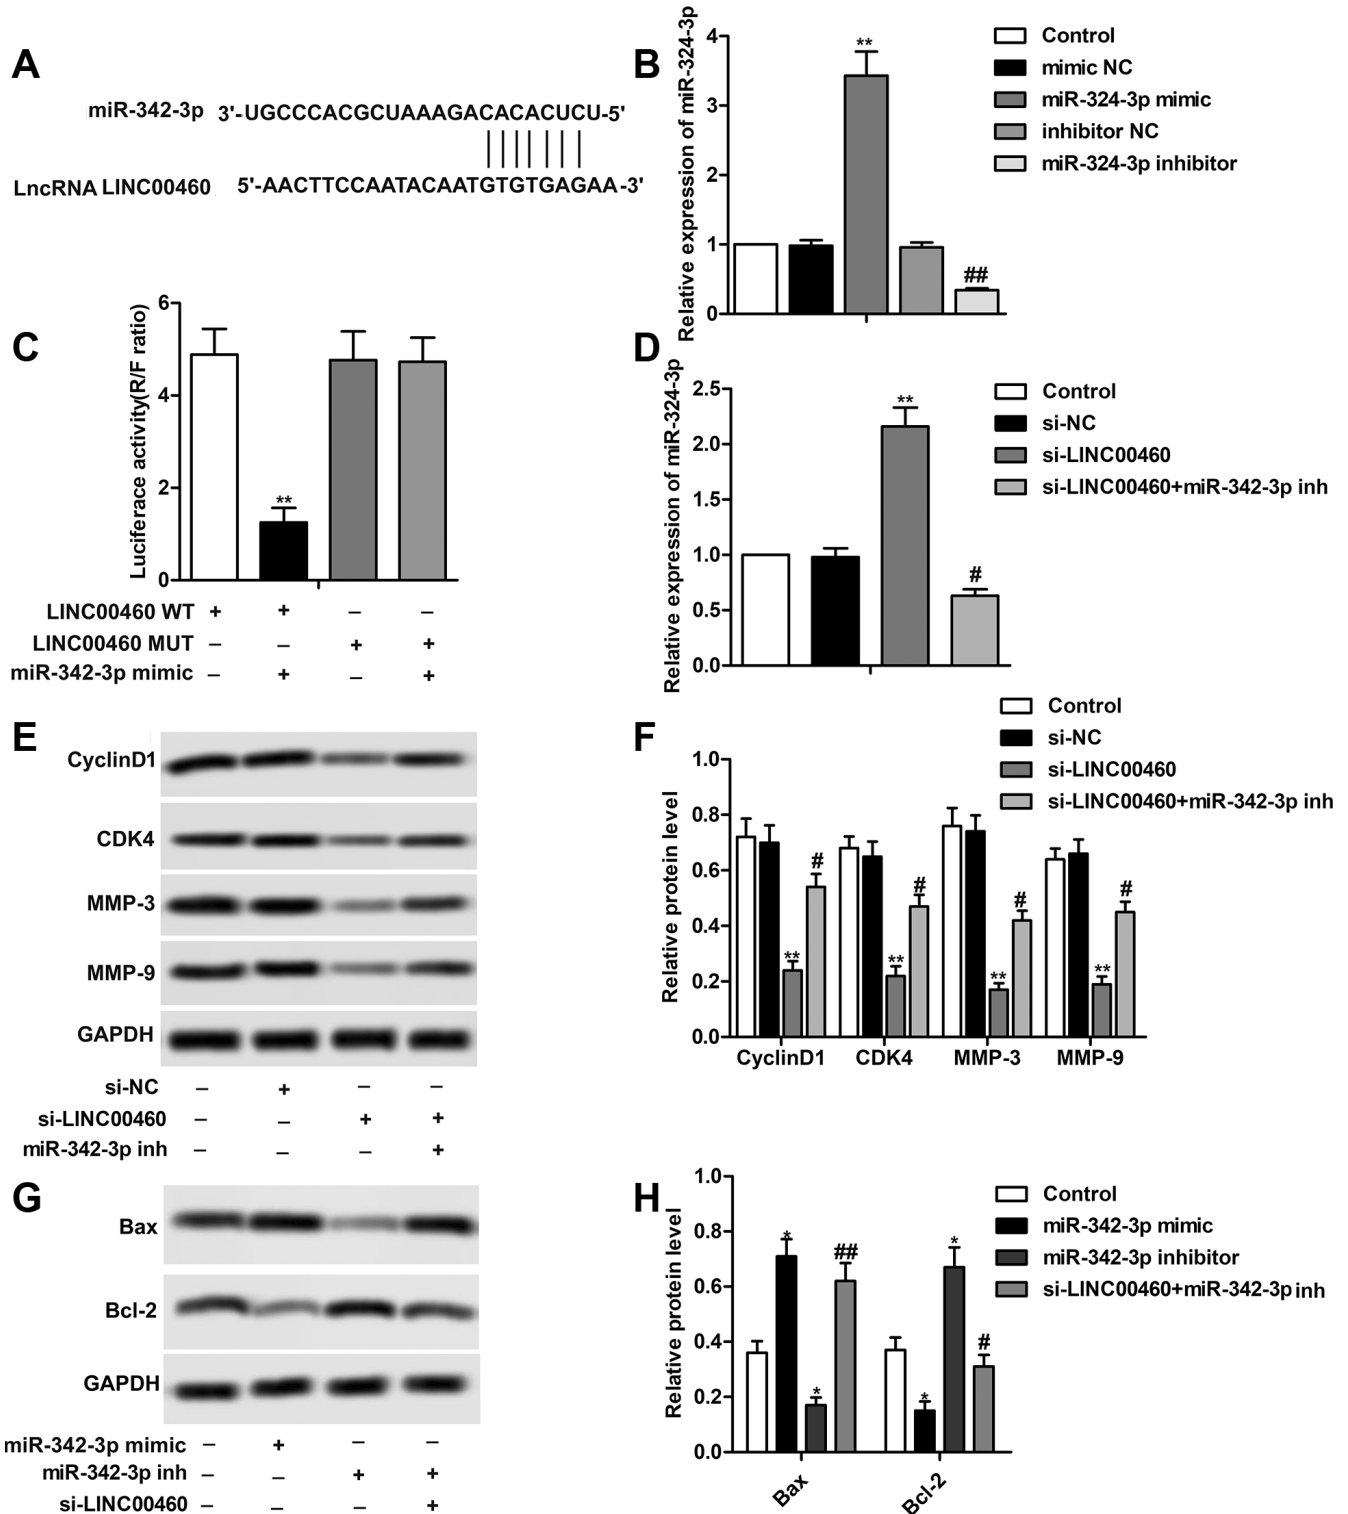 A
miR-342-3p 3'-UGCCCACGCUAAAGACACACUCU-5'
LncRNA LINC00460 5'-AACTTCCAATACAATGTGTGAGAA-3'
B
Relative expression of miR-324-3p
4
3
2
1
0
**
##
Control
mimic NC
miR-324-3p mimic
inhibitor NC
miR-324-3p inhibitor
C
Luciferace activity(R/F ratio)
6
4
2
0
**
LINC00460 WT + + – –
LINC00460 MUT – – + +
miR-342-3p mimic – + – +
D
Relative expression of miR-324-3p
2.5
2.0
1.5
1.0
0.5
0.0
**
#
Control
si-NC
si-LINC00460
si-LINC00460+miR-342-3p inh
E
CyclinD1
CDK4
MMP-3
MMP-9
GAPDH
si-NC – + – –
si-LINC00460 – – + +
miR-342-3p inh – – – +
F
Relative protein level
1.0
0.8
0.6
0.4
0.2
0.0
** # ** # ** # ** #
CyclinD1 CDK4 MMP-3 MMP-9
Control
si-NC
si-LINC00460
si-LINC00460+miR-342-3p inh
G
Bax
Bcl-2
GAPDH
miR-342-3p mimic – + – –
miR-342-3p inh – – + +
si-LINC00460 – – – +
H
Relative protein level
1.0
0.8
0.6
0.4
0.2
0.0
* * ## * * #
Bax Bcl-2
Control
miR-342-3p mimic
miR-342-3p inhibitor
si-LINC00460+miR-342-3p inh